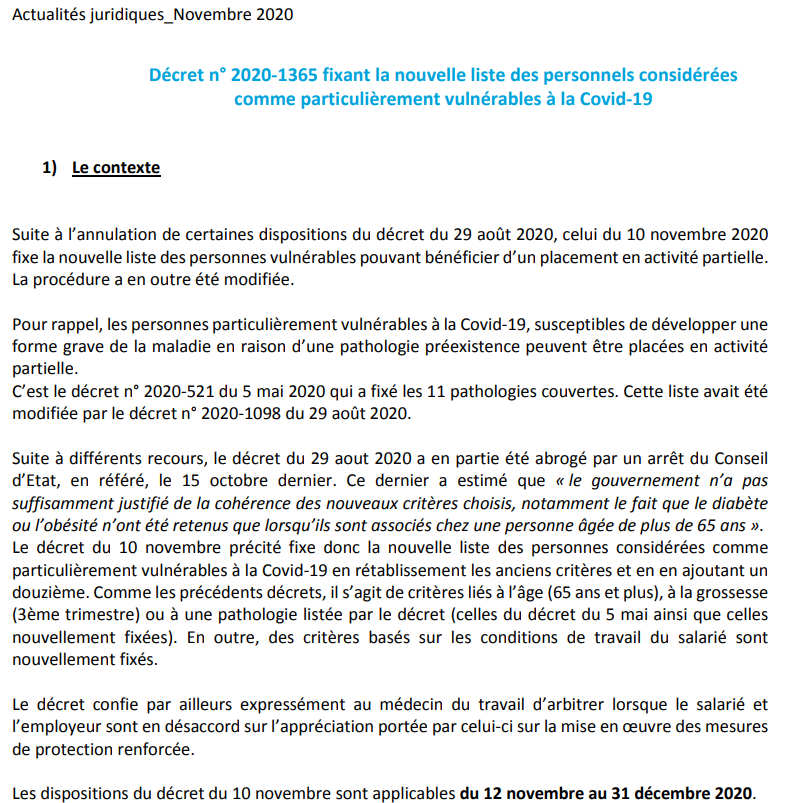 Actualités juridiques_Novembre 2020
Décret n° 2020-1365 fixant la nouvelle liste des personnels considérées
comme particulièrement vulnérables à la Covid-19
1) Le contexte
Suite à l’annulation de certaines dispositions du décret du 29 août 2020, celui du 10 novembre 2020
fixe la nouvelle liste des personnes vulnérables pouvant bénéficier d’un placement en activité partielle.
La procédure a en outre été modifiée.
Pour rappel, les personnes particulièrement vulnérables à la Covid-19, susceptibles de développer une
forme grave de la maladie en raison d’une pathologie préexistence peuvent être placées en activité
partielle.
C’est le décret n° 2020-521 du 5 mai 2020 qui a fixé les 11 pathologies couvertes. Cette liste avait été
modifiée par le décret n° 2020-1098 du 29 août 2020.
Suite à différents recours, le décret du 29 aout 2020 a en partie été abrogé par un arrêt du Conseil
d’Etat, en référé, le 15 octobre dernier. Ce dernier a estimé que « le gouvernement n’a pas
suffisamment justifié de la cohérence des nouveaux critères choisis, notamment le fait que le diabète
ou l’obésité n’ont été retenus que lorsqu’ils sont associés chez une personne âgée de plus de 65 ans ».
Le décret du 10 novembre précité fixe donc la nouvelle liste des personnes considérées comme
particulièrement vulnérables à la Covid-19 en rétablissement les anciens critères et en en ajoutant un
douzième. Comme les précédents décrets, il s’agit de critères liés à l’âge (65 ans et plus), à la grossesse
(3ème trimestre) ou à une pathologie listée par le décret (celles du décret du 5 mai ainsi que celles
nouvellement fixées). En outre, des critères basés sur les conditions de travail du salarié sont
nouvellement fixés.
Le décret confie par ailleurs expressément au médecin du travail d’arbitrer lorsque le salarié et
l’employeur sont en désaccord sur l’appréciation portée par celui-ci sur la mise en œuvre des mesures
de protection renforcée.
Les dispositions du décret du 10 novembre sont applicables du 12 novembre au 31 décembre 2020.